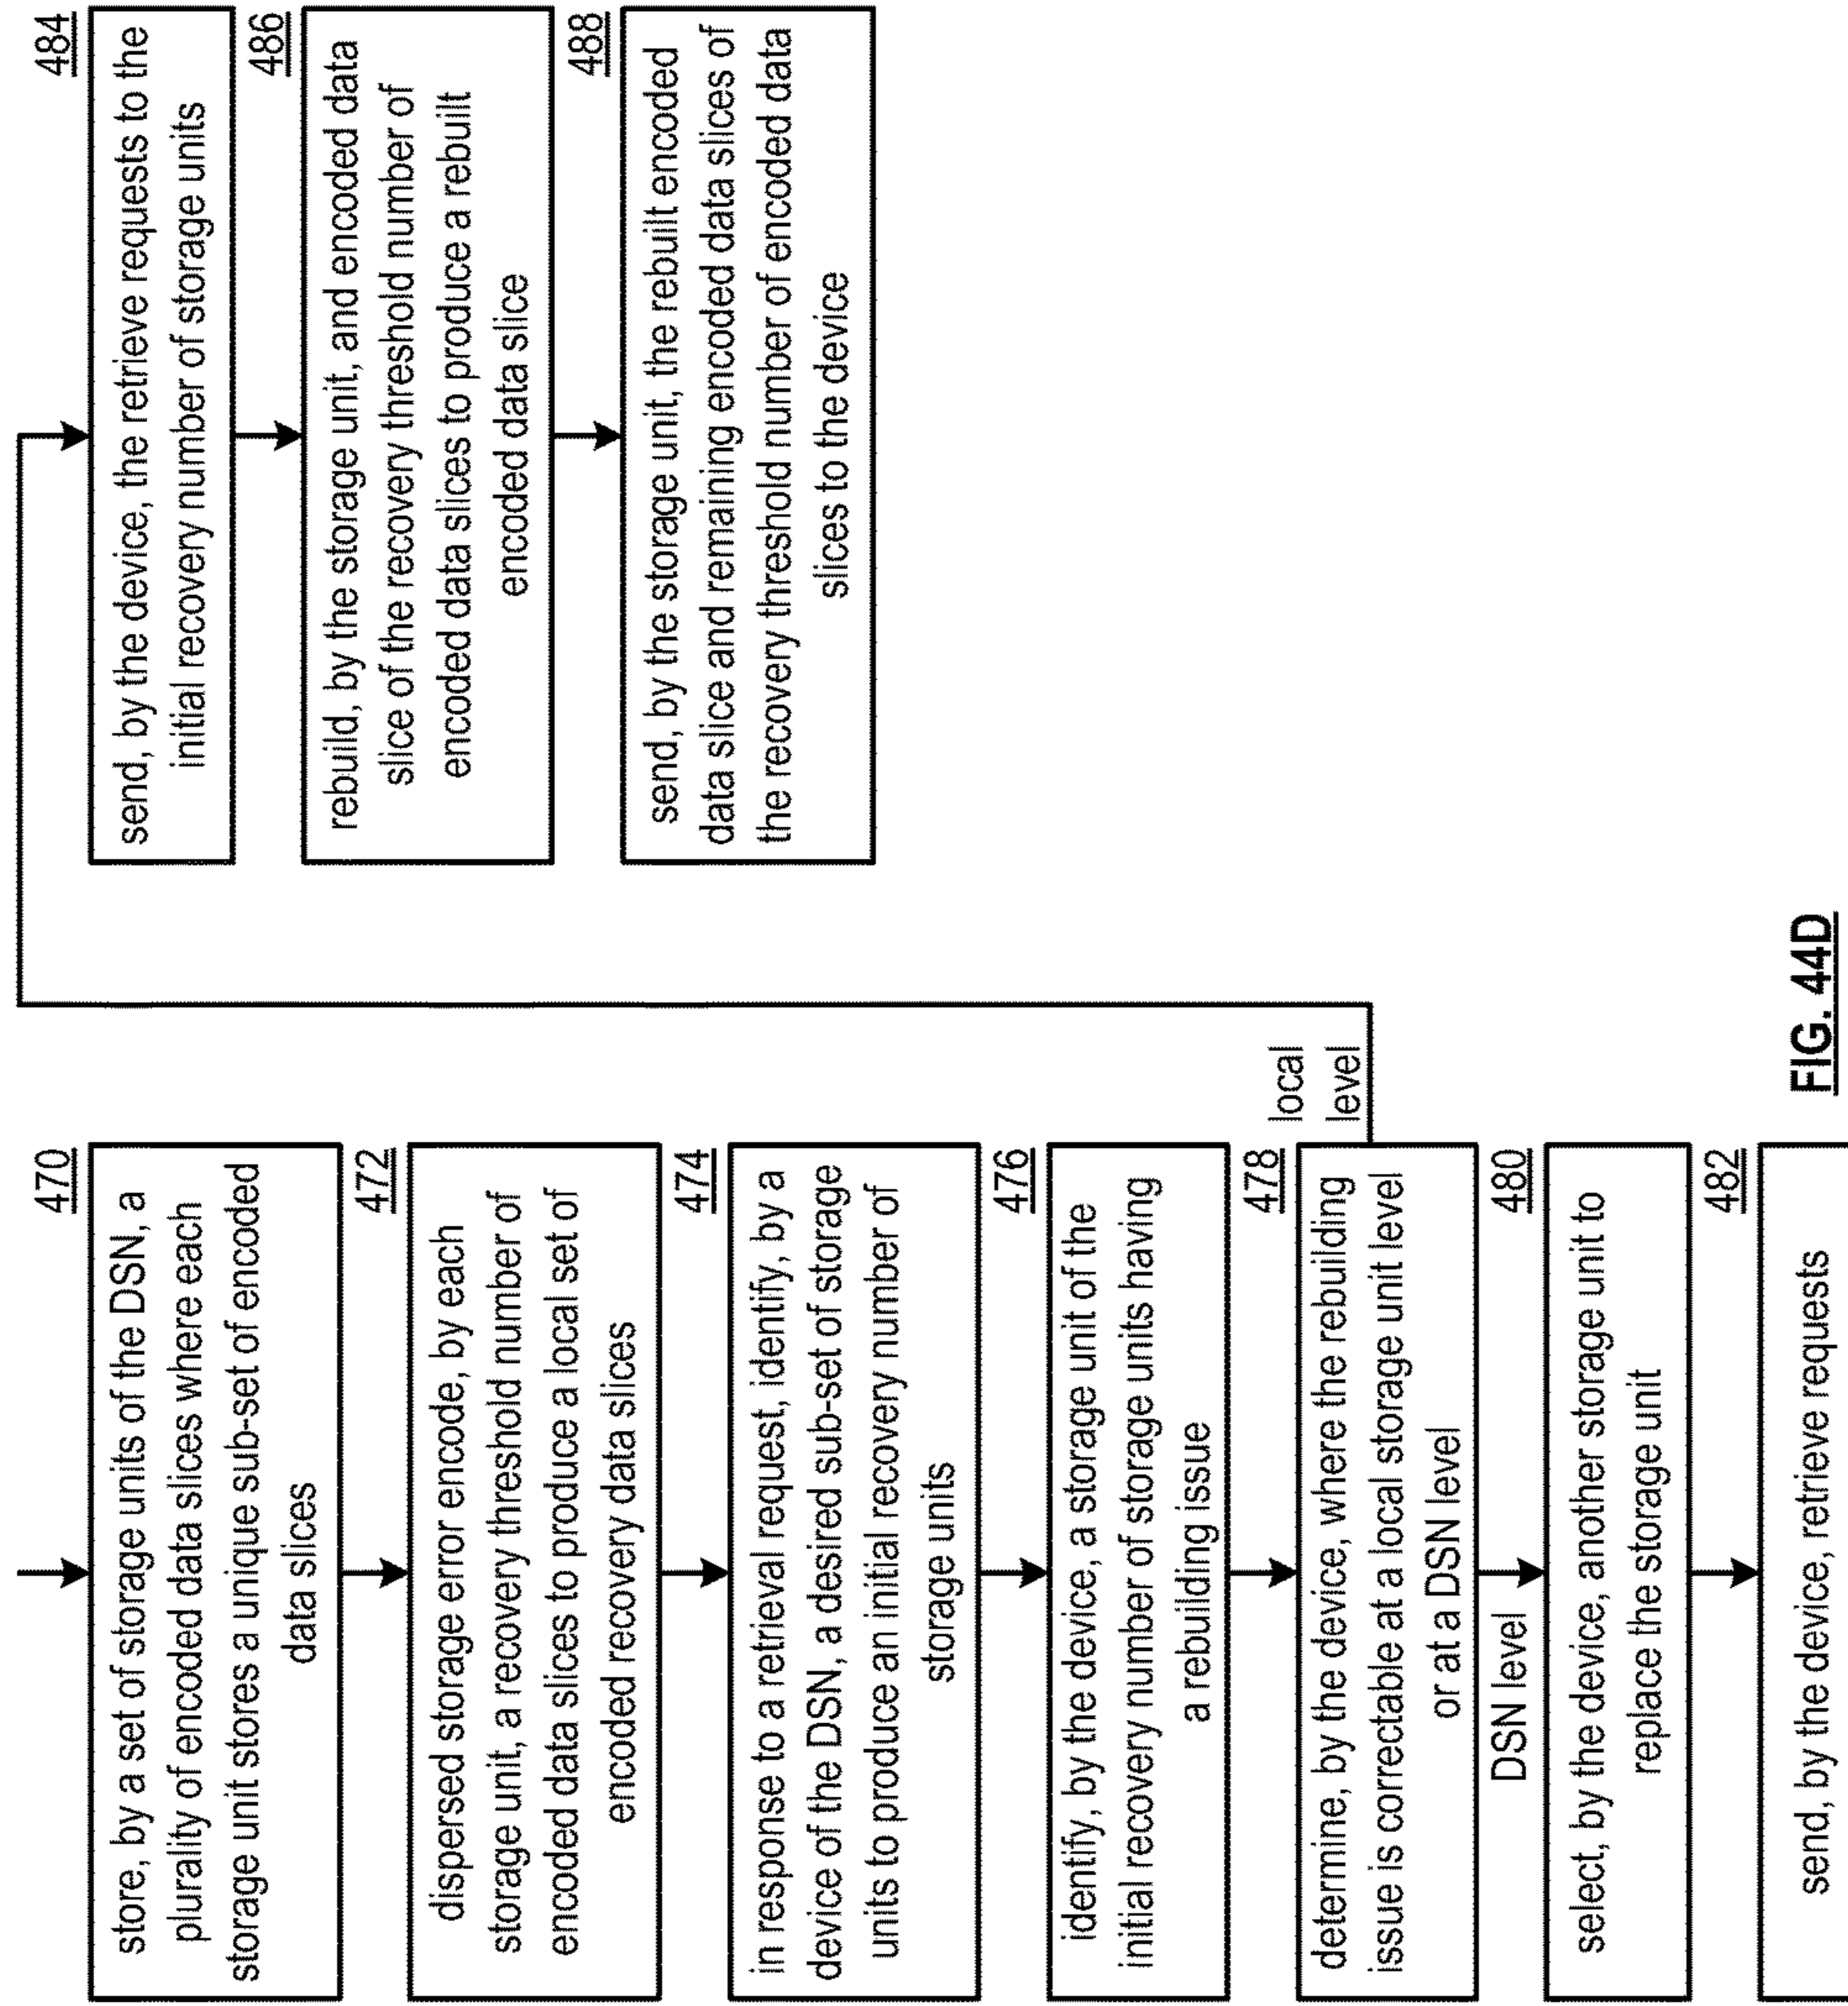 470
store, by a set of storage units of the DSN, a
plurality of encoded data slices where each
storage unit stores a unique sub-set of encoded
data slices
472
dispersed storage error encode, by each
storage unit, a recovery threshold number of
encoded data slices to produce a local set of
encoded recovery data slices
474
in response to a retrieval request, identify, by a
device of the DSN, a desired sub-set of storage
units to produce an initial recovery number of
storage units
476
identify, by the device, a storage unit of the
initial recovery number of storage units having
a rebuilding issue
478
determine, by the device, where the rebuilding
issue is correctable at a local storage unit level
or at a DSN level
local
level
DSN level
480
select, by the device, another storage unit to
replace the storage unit
482
send, by the device, retrieve requests
484
send, by the device, the retrieve requests to the
initial recovery number of storage units
486
rebuild, by the storage unit, and encoded data
slice of the recovery threshold number of
encoded data slices to produce a rebuilt
encoded data slice
488
send, by the storage unit, the rebuilt encoded
data slice and remaining encoded data slices of
the recovery threshold number of encoded data
slices to the device
FIG. 44D